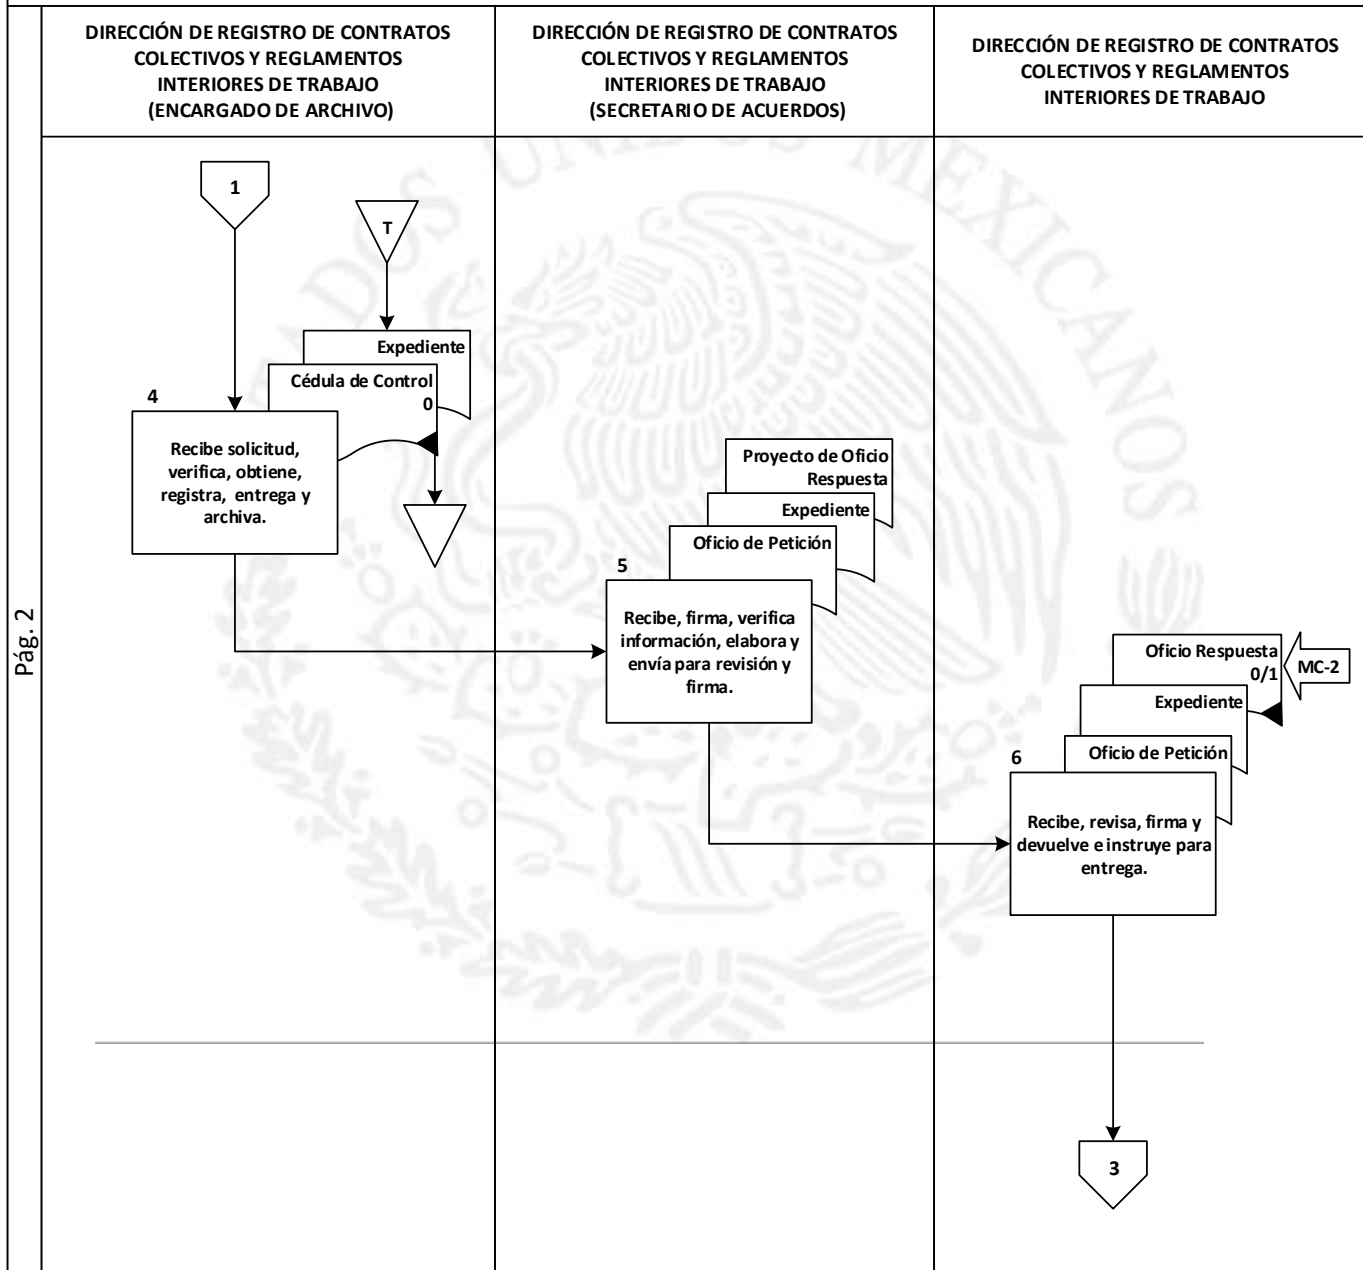 DIRECCIÓN DE REGISTRO DE CONTRATOS
COLECTIVOS Y REGLAMENTOS
INTERIORES DE TRABAJO
(ENCARGADO DE ARCHIVO)
DIRECCIÓN DE REGISTRO DE CONTRATOS
COLECTIVOS Y REGLAMENTOS
INTERIORES DE TRABAJO
(SECRETARIO DE ACUERDOS)
DIRECCIÓN DE REGISTRO DE CONTRATOS
COLECTIVOS Y REGLAMENTOS
INTERIORES DE TRABAJO
Pág. 2
ADOS UNIDOS MEXICANOS
1
T
Expediente
Cédula de Control
0
4
Recibe solicitud,
verifica, obtiene,
registra, entrega y
archiva.
Proyecto de Oficio
Respuesta
Expediente
Oficio de Petición
5
Recibe, firma, verifica
información, elabora y
envía para revisión y
firma.
Oficio Respuesta
0/1
MC-2
Expediente
Oficio de Petición
6
Recibe, revisa, firma y
devuelve e instruye para
entrega.
3